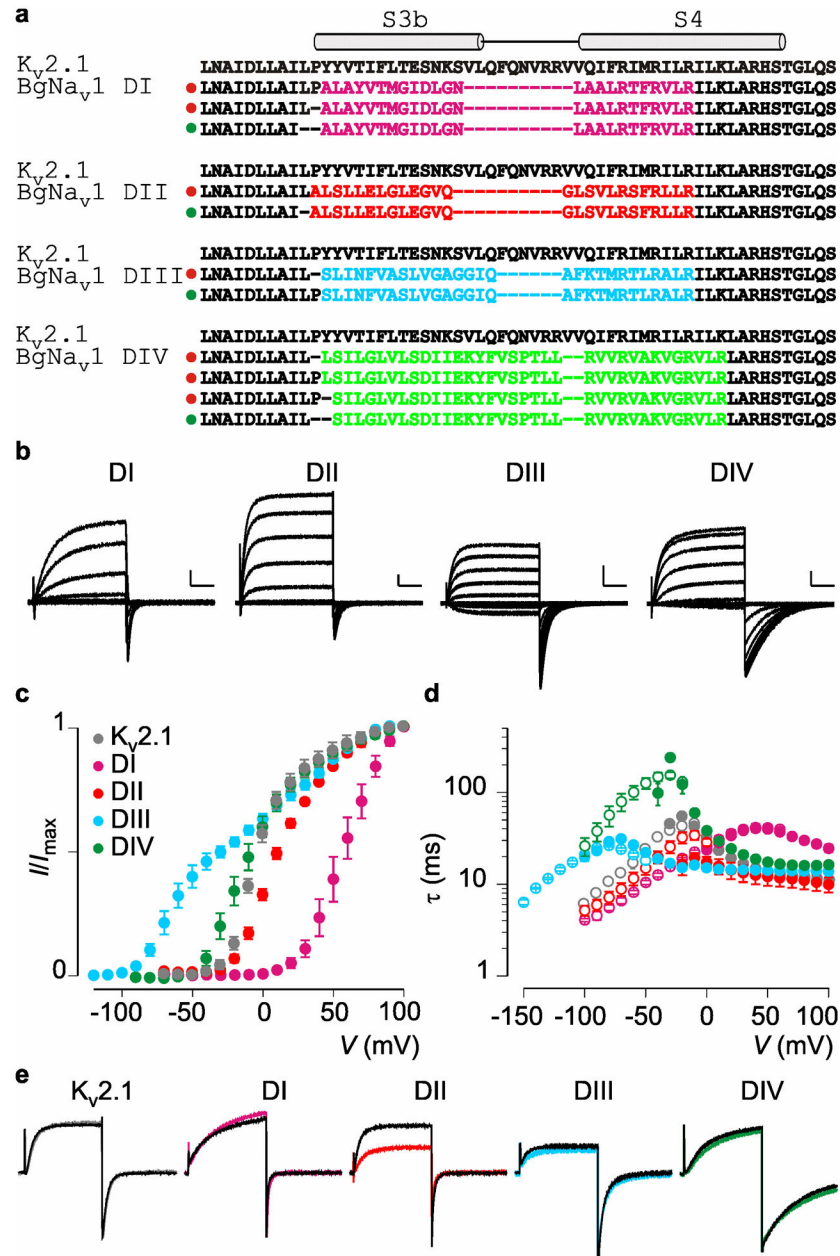 a
S3b S4
Kv2.1 LNAIDLLAILPYYVTIFLTESNKSVLQFQNVRRVVQIFRIMRILRILKLARHSTGLQS
BgNav1 DI LNAIDLLAILPALAYVTMGIDLGN----------LAALRTFRVLRILKLARHSTGLQS
LNAIDLLAIL-ALAYVTMGIDLGN----------LAALRTFRVLRILKLARHSTGLQS
LNAIDLLAI--ALAYVTMGIDLGN----------LAALRTFRVLRILKLARHSTGLQS
Kv2.1 LNAIDLLAILPYYVTIFLTESNKSVLQFQNVRRVVQIFRIMRILRILKLARHSTGLQS
BgNav1 DII LNAIDLLAILALSLLELGLEGVQ----------GLSVLRSFRLLRILKLARHSTGLQS
LNAIDLLAI-ALSLLELGLEGVQ----------GLSVLRSFRLLRILKLARHSTGLQS
Kv2.1 LNAIDLLAILPYYVTIFLTESNKSVLQFQNVRRVVQIFRIMRILRILKLARHSTGLQS
BgNav1 DIII LNAIDLLAIL-SLINFVASLVGAGGIQ------AFKTMRTLRALRILKLARHSTGLQS
LNAIDLLAILPSLINFVASLVGAGGIQ------AFKTMRTLRALRILKLARHSTGLQS
Kv2.1 LNAIDLLAILPYYVTIFLTESNKSVLQFQNVRRVVQIFRIMRILRILKLARHSTGLQS
BgNav1 DIV LNAIDLLAIL-LSILGLVLSDIIEKYFVSPTLL--RVVRVAKVGRVLRLARHSTGLQS
LNAIDLLAILPLSILGLVLSDIIEKYFVSPTLL--RVVRVAKVGRVLRLARHSTGLQS
LNAIDLLAILP-SILGLVLSDIIEKYFVSPTLL--RVVRVAKVGRVLRLARHSTGLQS
LNAIDLLAIL--SILGLVLSDIIEKYFVSPTLL--RVVRVAKVGRVLRLARHSTGLQS
b
DI DII DIII DIV
c
I/Imax
1
0
Kv2.1
DI
DII
DIII
DIV
-100 -50 0 50 100
V (mV)
d
τ (ms)
100
10
1
-150 -100 -50 0 50 100
V (mV)
e
Kv2.1 DI DII DIII DIV